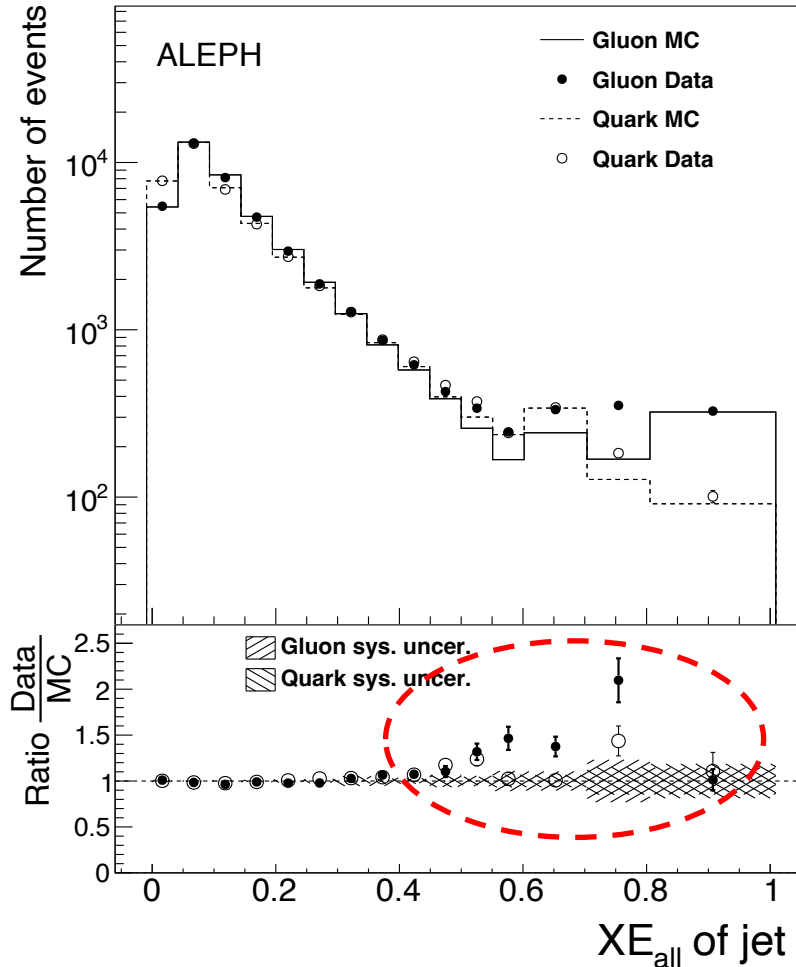 Number of events
ALEPH
Gluon MC
Gluon Data
Quark MC
Quark Data
10⁴
10³
10²
Ratio Data/MC
Gluon sys. uncer.
Quark sys. uncer.
2.5
2
1.5
1
0.5
0
0 0.2 0.4 0.6 0.8 1
XE_all of jet